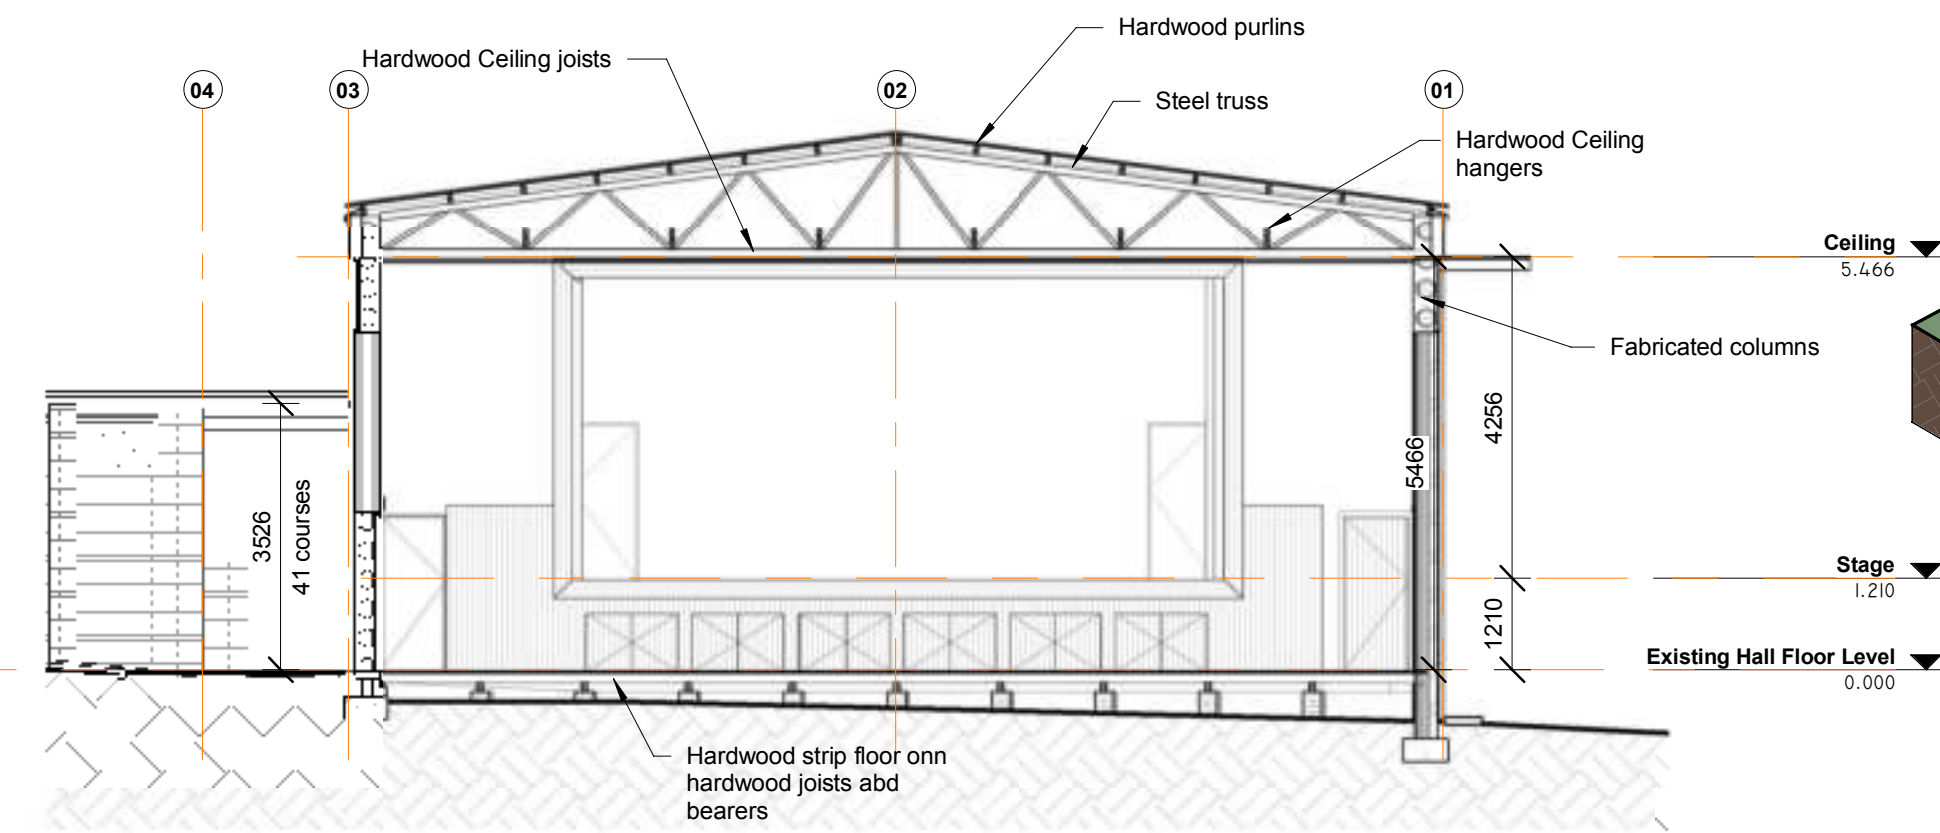 Hardwood purlins
Hardwood Ceiling joists
04
03
02
01
Steel truss
Hardwood Ceiling
hangers
Ceiling
5.466
Fabricated columns
4256
5466
3526
41 courses
Stage
1.210
1210
Existing Hall Floor Level
0.000
Hardwood strip floor onn
hardwood joists abd
bearers